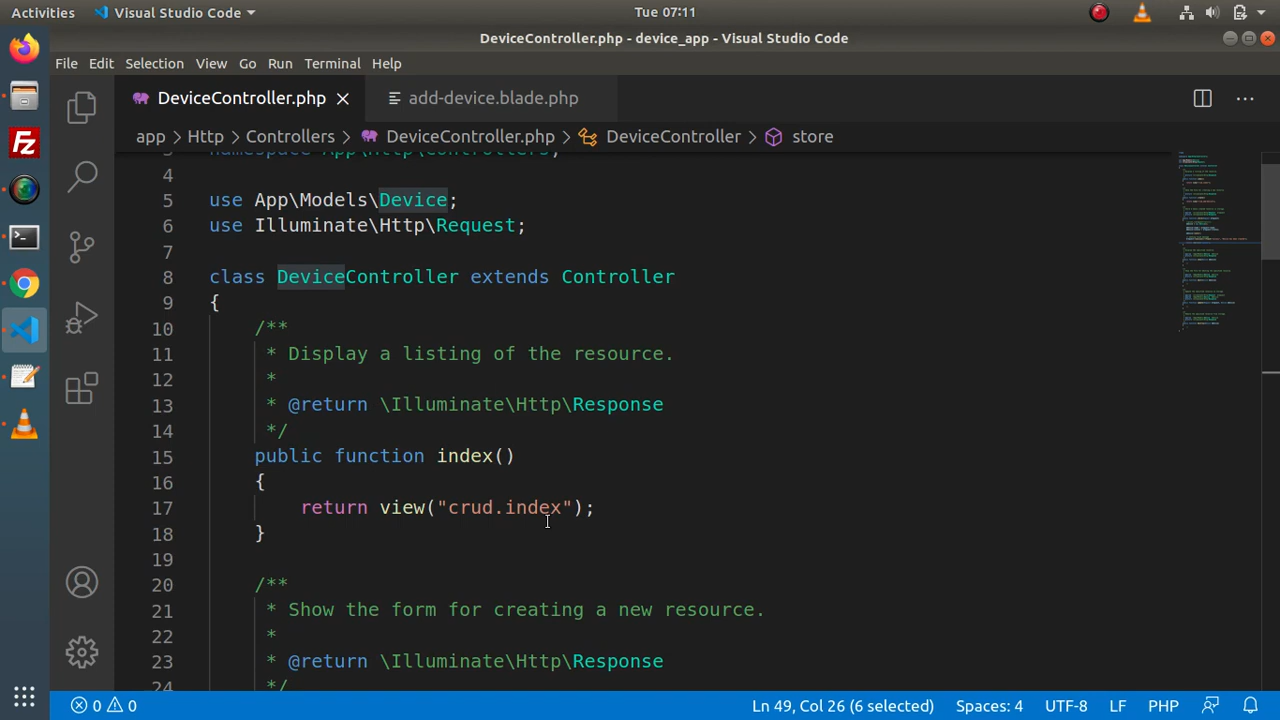 Activities Visual Studio Code Tue 07:11
DeviceController.php - device_app - Visual Studio Code
File Edit Selection View Go Run Terminal Help
DeviceController.php add-device.blade.php
app > Http > Controllers > DeviceController.php > DeviceController > store
3 namespace App\Http\Controllers;
4
5 use App\Models\Device;
6 use Illuminate\Http\Request;
7
8 class DeviceController extends Controller
9 {
10 /**
11 * Display a listing of the resource.
12 *
13 * @return \Illuminate\Http\Response
14 */
15 public function index()
16 {
17 return view("crud.index");
18 }
19
20 /**
21 * Show the form for creating a new resource.
22 *
23 * @return \Illuminate\Http\Response
24 */
0 0 Ln 49, Col 26 (6 selected) Spaces: 4 UTF-8 LF PHP